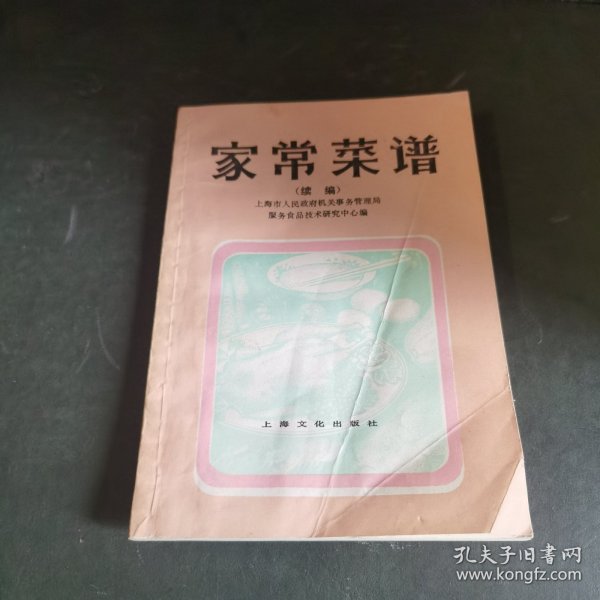 家常菜谱
（续 编）
上海市人民政府机关事务管理局
服务食品技术研究中心编
上海文化出版社
孔夫子旧书网
www.kongfz.com